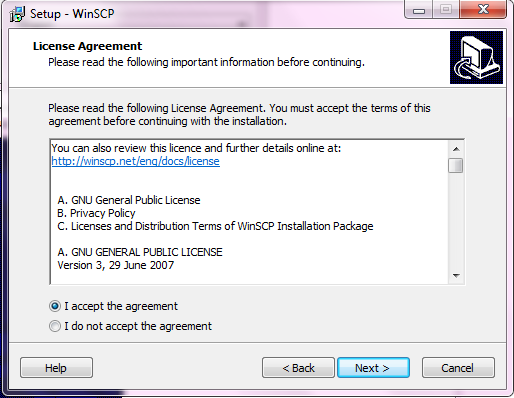 Setup - WinSCP
License Agreement
Please read the following important information before continuing.
Please read the following License Agreement. You must accept the terms of this
agreement before continuing with the installation.
You can also review this licence and further details online at:
http://winscp.net/eng/docs/license
A. GNU General Public License
B. Privacy Policy
C. Licenses and Distribution Terms of WinSCP Installation Package
A. GNU GENERAL PUBLIC LICENSE
Version 3, 29 June 2007
I accept the agreement
I do not accept the agreement
Help
< Back
Next >
Cancel